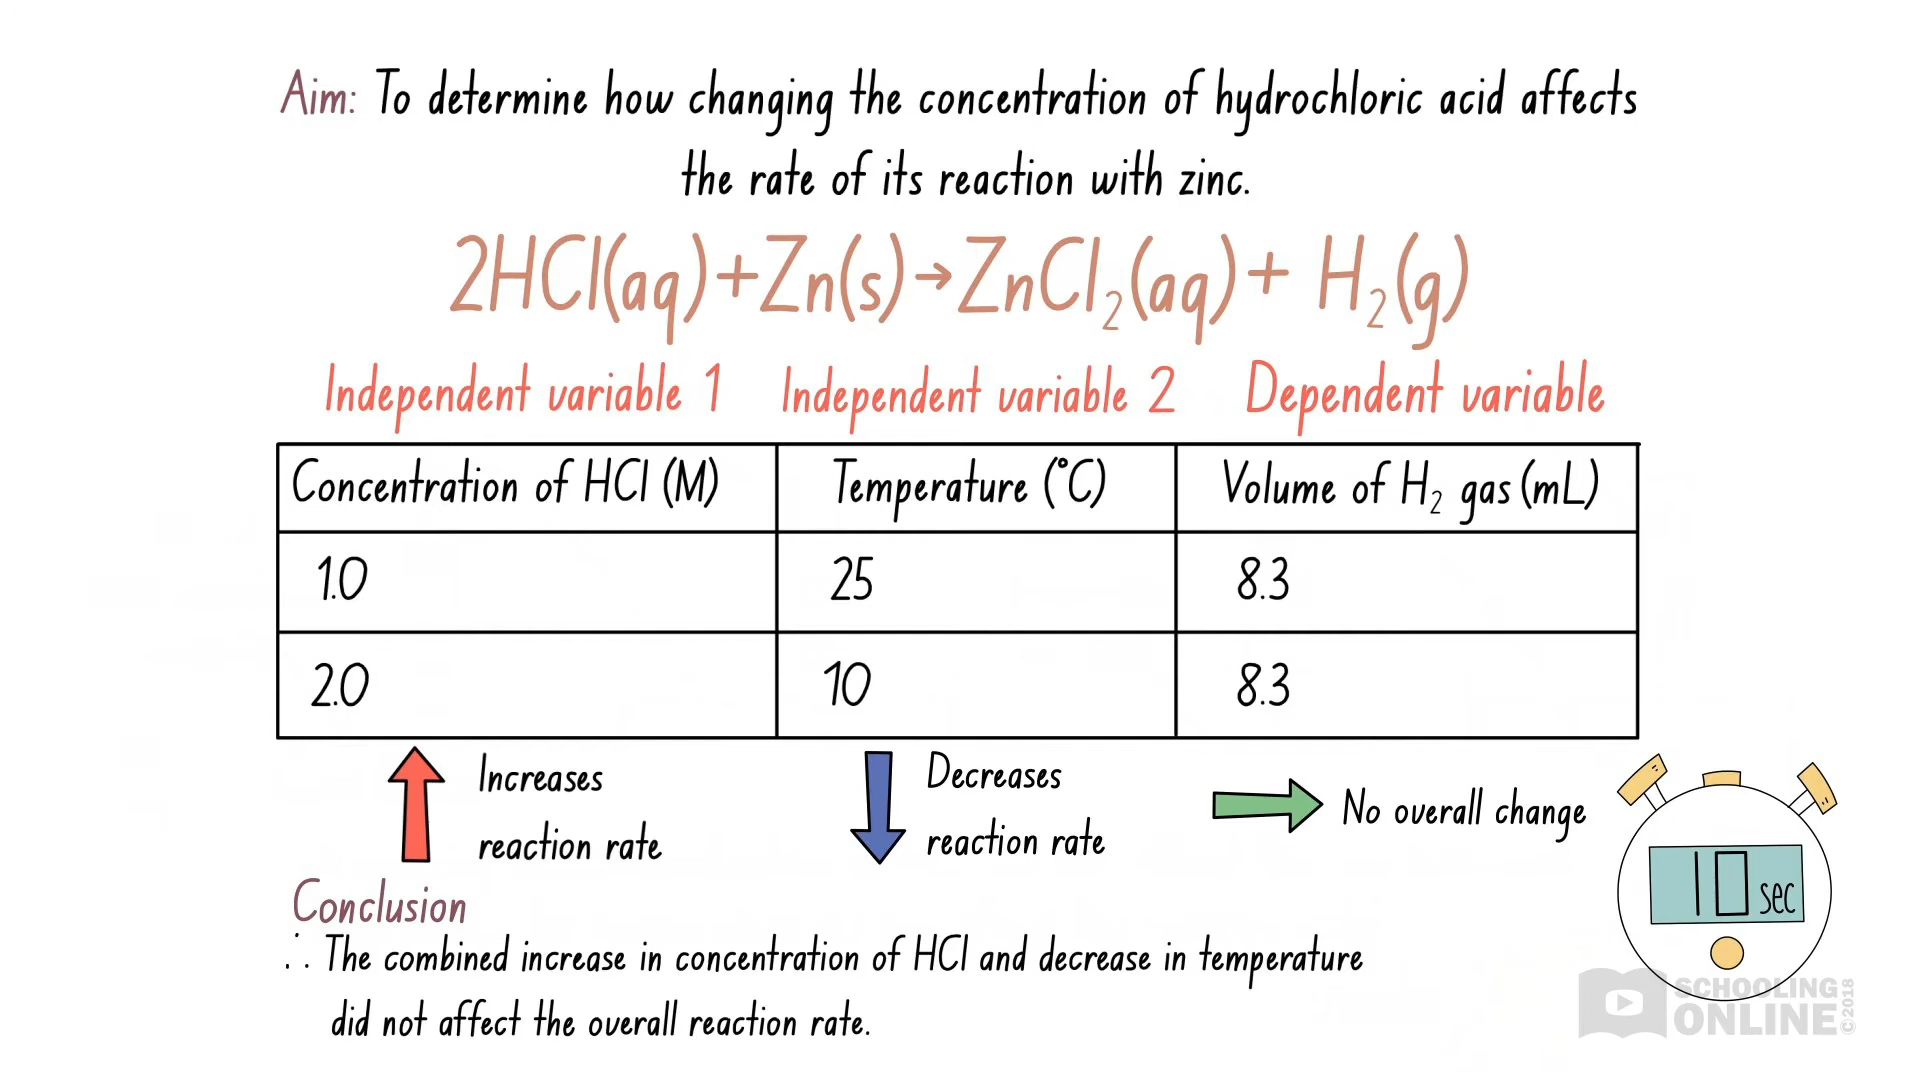 Aim: To determine how changing the concentration of hydrochloric acid affects
the rate of its reaction with zinc.
2HCl(aq)+Zn(s)→ZnCl₂(aq)+ H₂(g)
Independent variable 1 Independent variable 2 Dependent variable
Concentration of HCl (M) Temperature (°C) Volume of H₂ gas (mL)
1.0 25 8.3
2.0 10 8.3
Increases
reaction rate
Decreases
reaction rate
No overall change
10 sec
Conclusion
∴ The combined increase in concentration of HCl and decrease in temperature
did not affect the overall reaction rate.
SCHOOLING
ONLINE
©2018